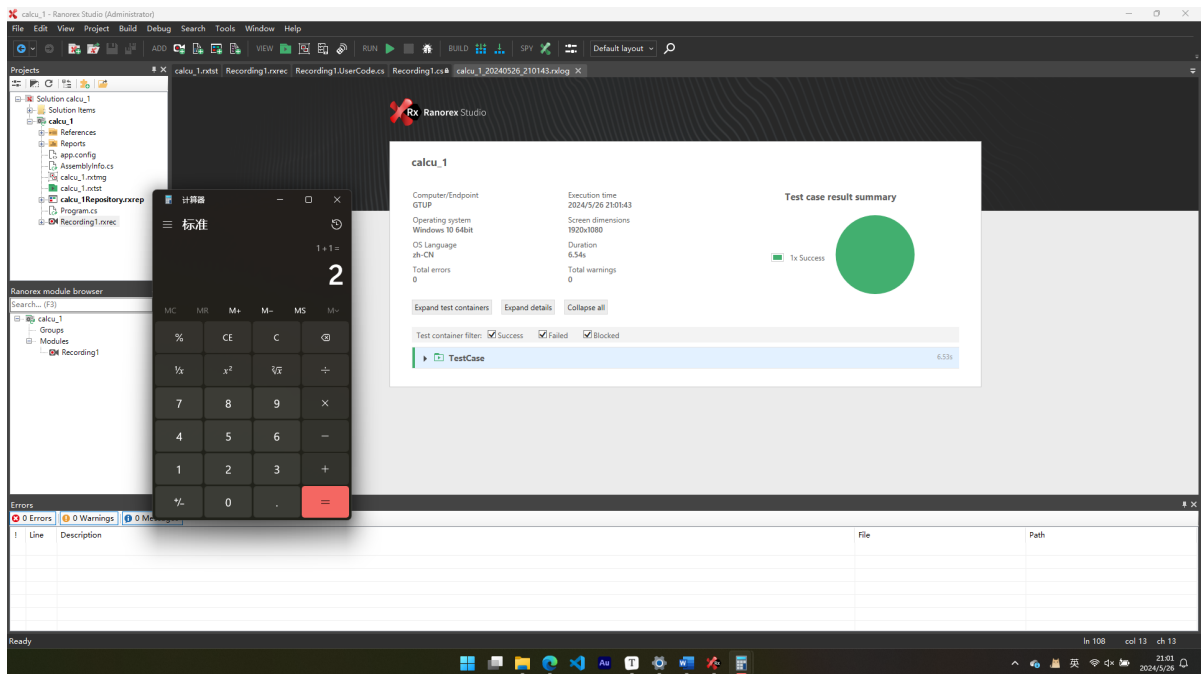 calcu_1 - Ranorex Studio (Administrator)
File Edit View Project Build Debug Search Tools Window Help
ADD VIEW RUN BUILD SPY Default layout
Projects
calcu_1.rxtst Recording1.rxrec Recording1.UserCode.cs Recording1.cs calcu_1_20240526_210143.rxlog
Solution calcu_1
Solution Items
calcu_1
References
Reports
app.config
AssemblyInfo.cs
calcu_1.rxtmg
calcu_1.rxtst
calcu_1Repository.rxrep
Program.cs
Recording1.rxrec
Ranorex module browser
Search... (F3)
calcu_1
Groups
Modules
Recording1
计算器
标准
1 + 1 =
2
MC MR M+ M− MS M
% CE C
¹/x x² ²√x ÷
7 8 9 ×
4 5 6 −
1 2 3 +
+/− 0 . =
Rx Ranorex Studio
calcu_1
Computer/Endpoint
GTUP
Execution time
2024/5/26 21:01:43
Operating system
Windows 10 64bit
Screen dimensions
1920x1080
OS Language
zh-CN
Duration
6.54s
Total errors
0
Total warnings
0
Test case result summary
1x Success
Expand test containers Expand details Collapse all
Test container filter: Success Failed Blocked
TestCase 6.53s
Errors
0 Errors 0 Warnings 0
! Line Description File Path
Ready ln 108 col 13 ch 13
Au T 英 21:01
2024/5/26